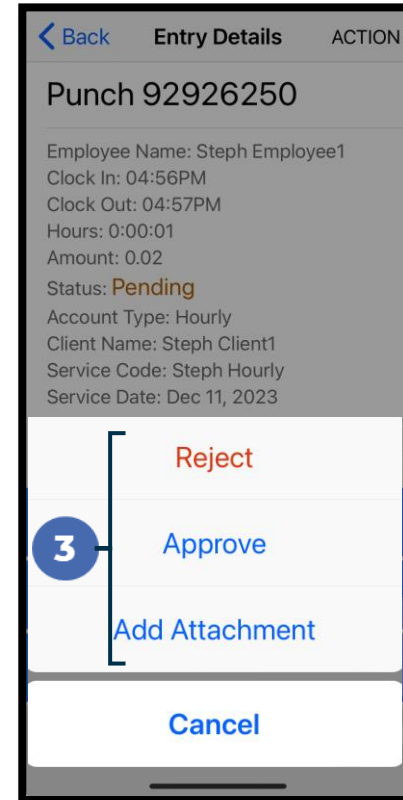 Back Entry Details ACTION
Punch 92926250
Employee Name: Steph Employee1
Clock In: 04:56PM
Clock Out: 04:57PM
Hours: 0:00:01
Amount: 0.02
Status: Pending
Account Type: Hourly
Client Name: Steph Client1
Service Code: Steph Hourly
Service Date: Dec 11, 2023
Reject
3 Approve
Add Attachment
Cancel